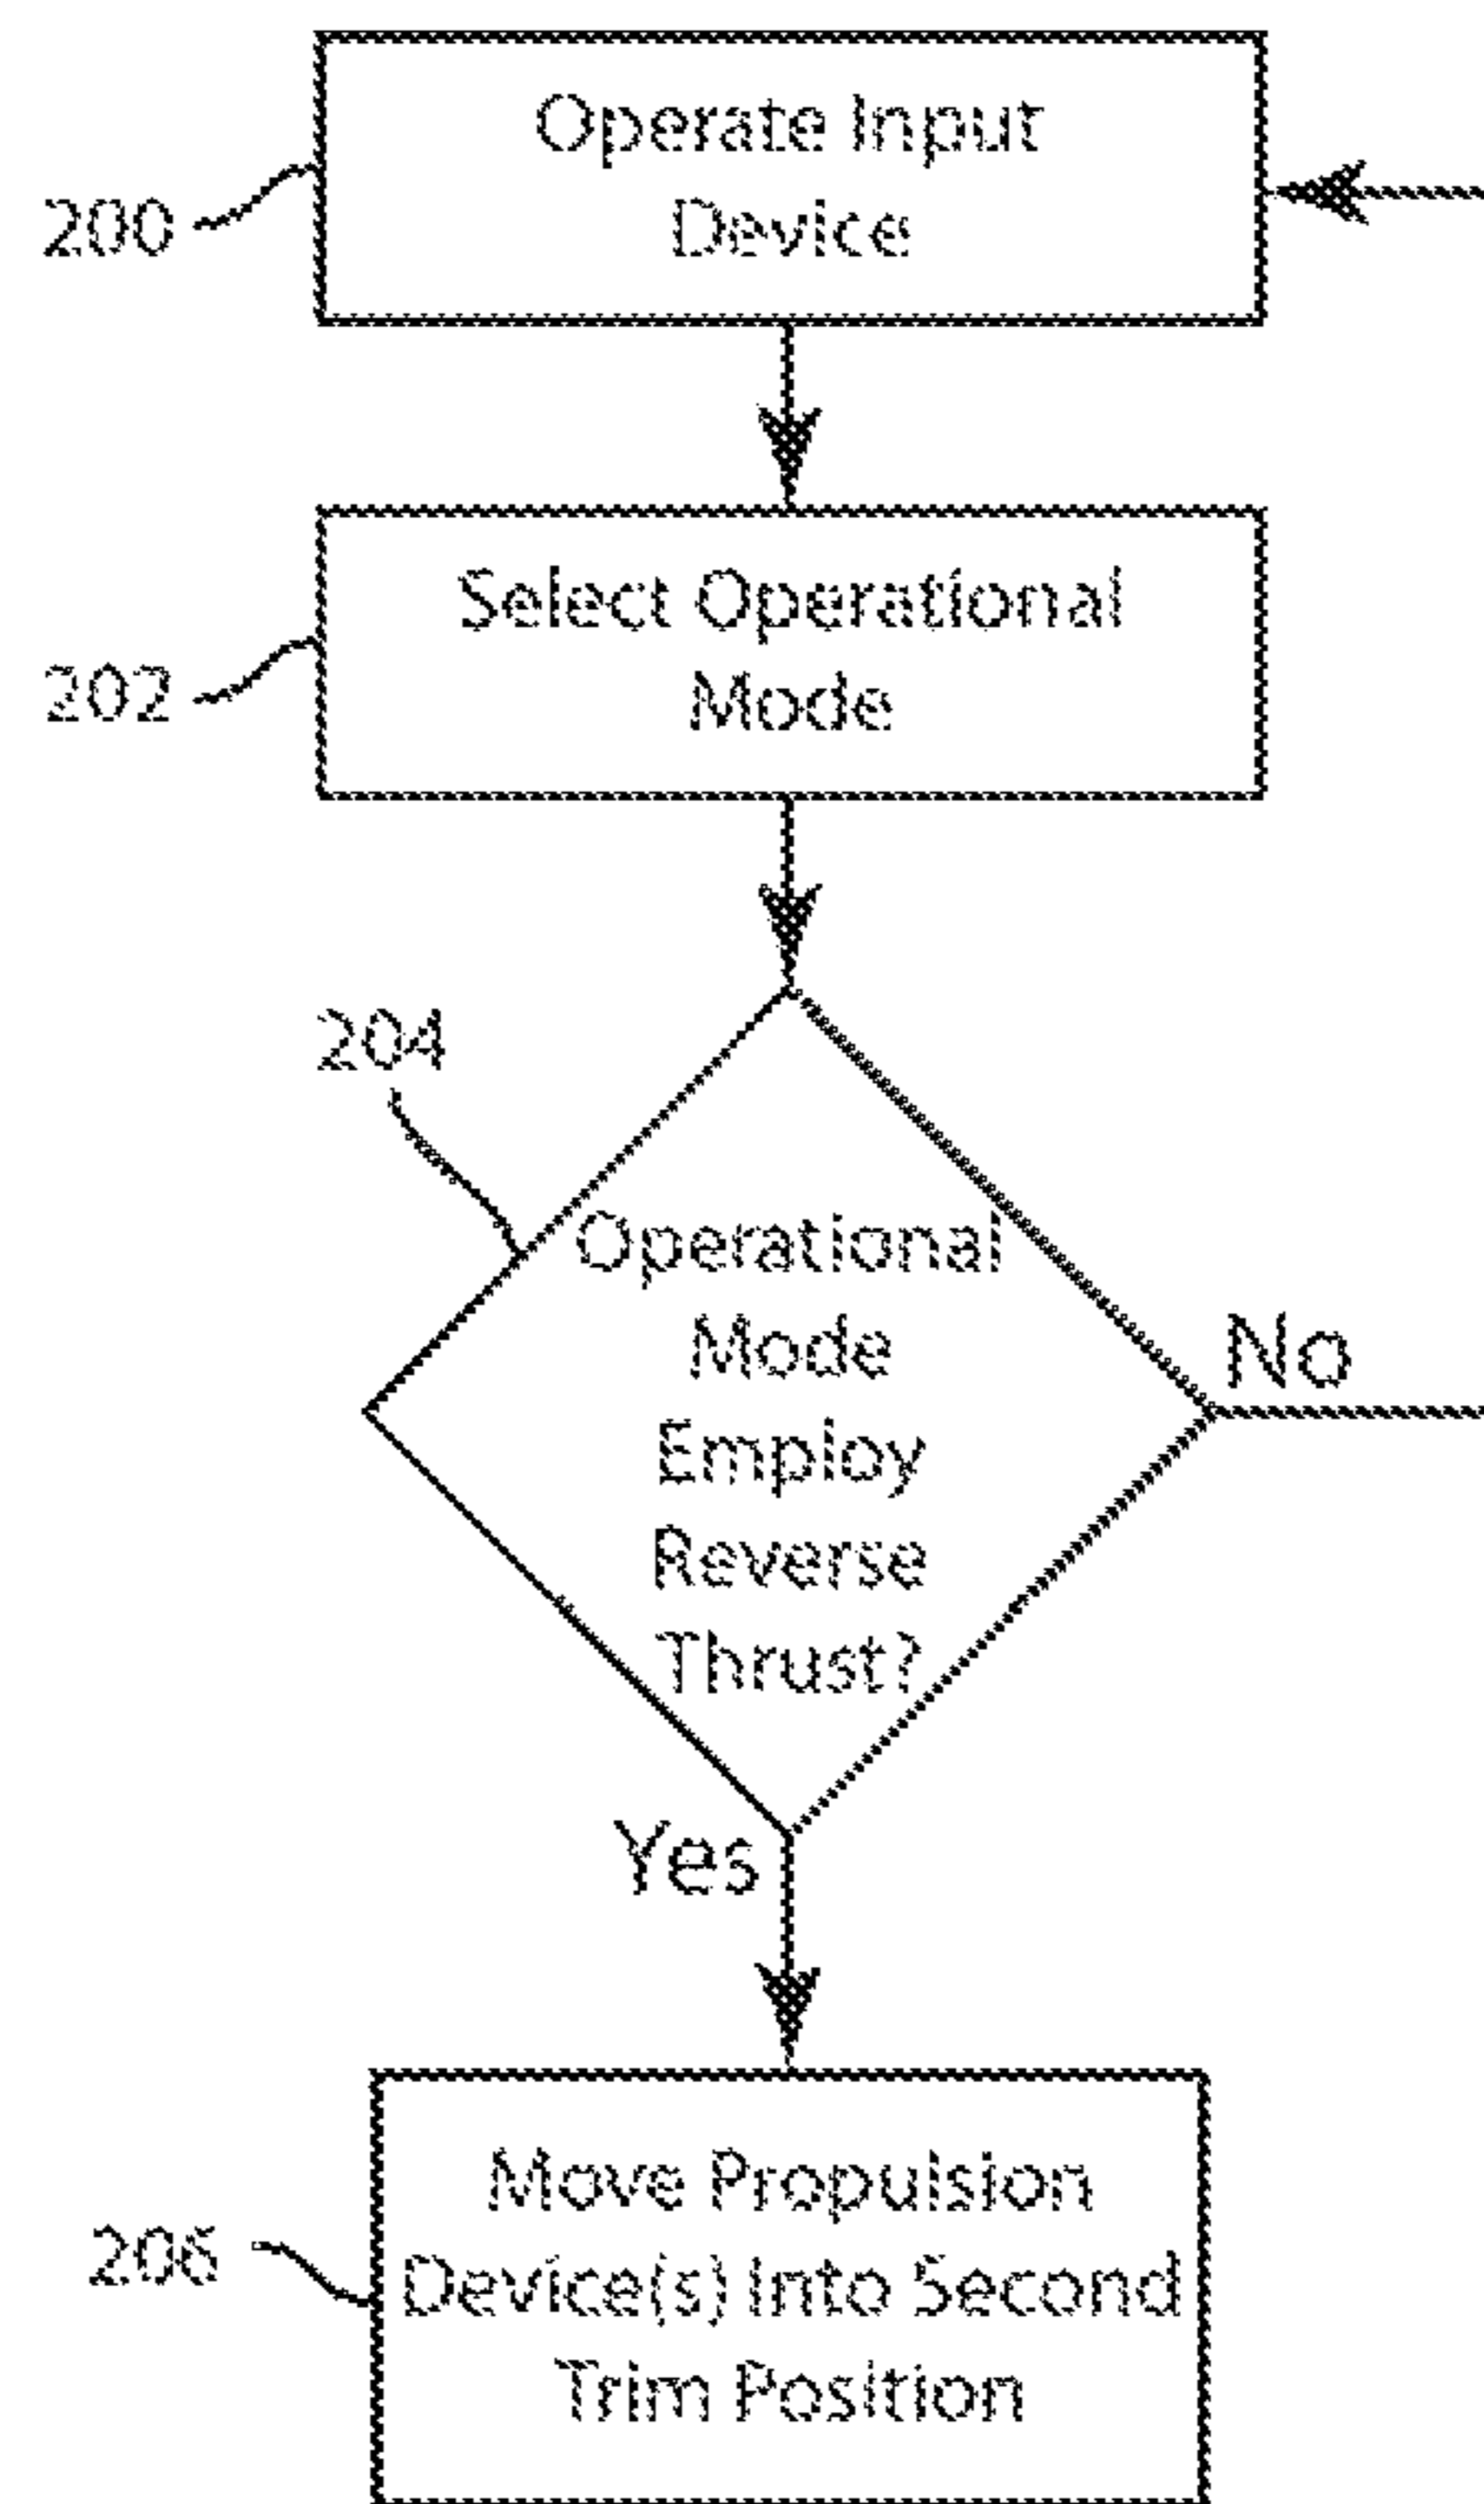 Operate Input
Device
200
Select Operational
Mode
202
204
Operational
Mode
Employ
Reverse
Thrust?
No
Yes
Move Propulsion
Device(s) Into Second
Trim Position
206